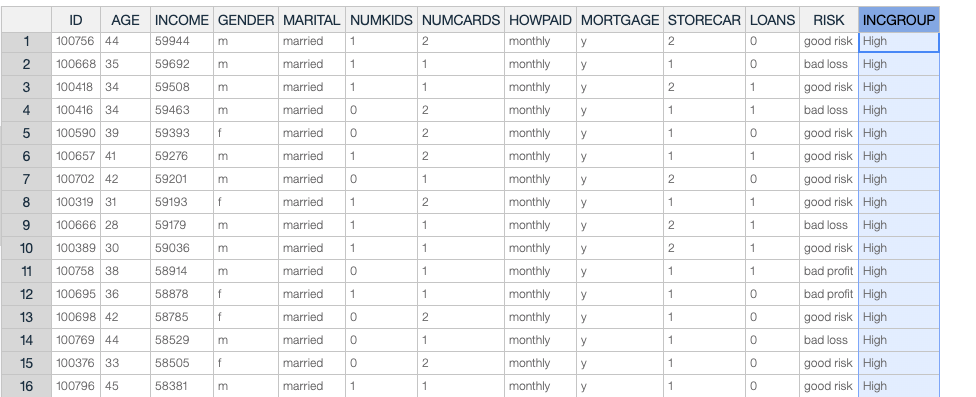 ID AGE INCOME GENDER MARITAL NUMKIDS NUMCARDS HOWPAID MORTGAGE STORECAR LOANS RISK INCGROUP
1 100756 44 59944 m married 1 2 monthly y 2 0 good risk High
2 100668 35 59692 m married 1 1 monthly y 1 0 bad loss High
3 100418 34 59508 m married 1 1 monthly y 2 1 good risk High
4 100416 34 59463 m married 0 2 monthly y 1 1 bad loss High
5 100590 39 59393 f married 0 2 monthly y 1 0 good risk High
6 100657 41 59276 m married 1 2 monthly y 1 1 good risk High
7 100702 42 59201 m married 0 1 monthly y 2 0 good risk High
8 100319 31 59193 f married 1 2 monthly y 1 1 good risk High
9 100666 28 59179 m married 1 1 monthly y 2 1 bad loss High
10 100389 30 59036 m married 1 1 monthly y 2 1 good risk High
11 100758 38 58914 m married 0 1 monthly y 1 1 bad profit High
12 100695 36 58878 f married 1 1 monthly y 1 0 bad profit High
13 100698 42 58785 f married 0 2 monthly y 1 0 good risk High
14 100769 44 58529 m married 0 1 monthly y 1 0 bad loss High
15 100376 33 58505 f married 0 2 monthly y 1 0 good risk High
16 100796 45 58381 m married 1 1 monthly y 1 0 good risk High